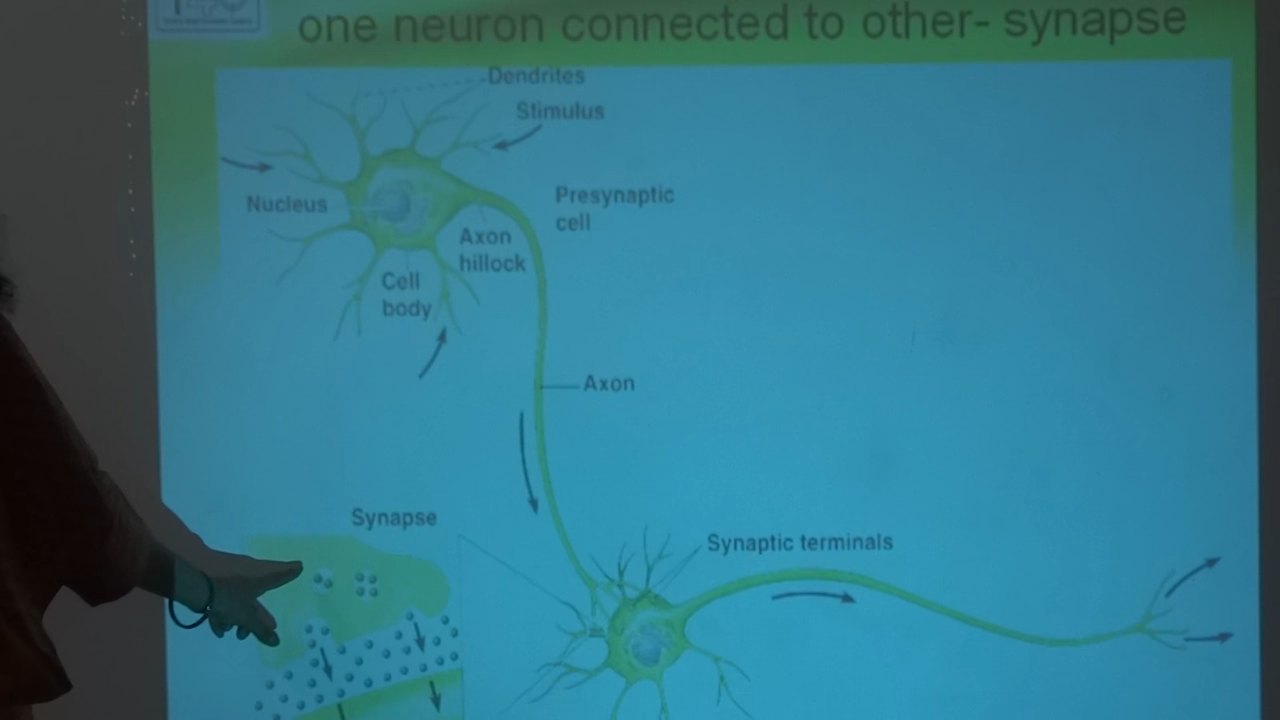 one neuron connected to other- synapse
Dendrites
Stimulus
Nucleus
Presynaptic
cell
Axon
hillock
Cell
body
Axon
Synapse
Synaptic terminals